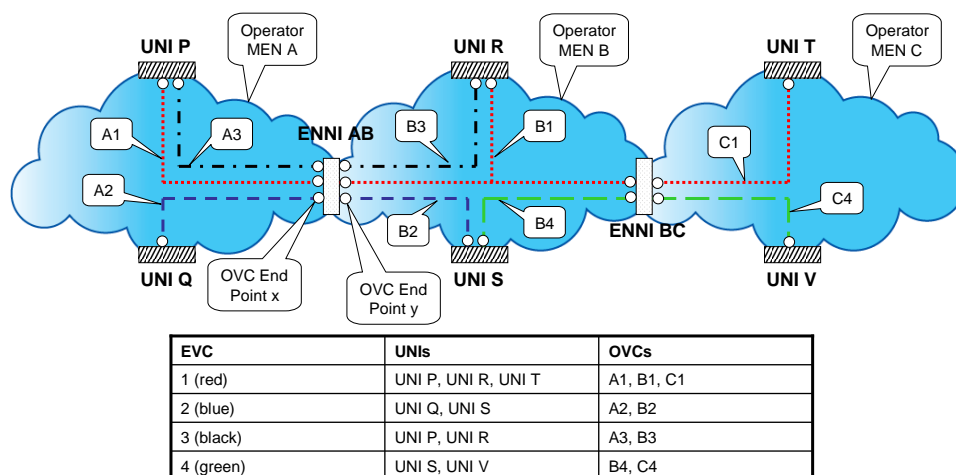 Operator
MEN A
UNI P
Operator
MEN B
UNI R
Operator
MEN C
UNI T
A1
A3
ENNI AB
B3
B1
C1
A2
B2
B4
C4
ENNI BC
UNI Q
OVC End
Point x
OVC End
Point y
UNI S
UNI V
EVC UNIs OVCs
1 (red) UNI P, UNI R, UNI T A1, B1, C1
2 (blue) UNI Q, UNI S A2, B2
3 (black) UNI P, UNI R A3, B3
4 (green) UNI S, UNI V B4, C4